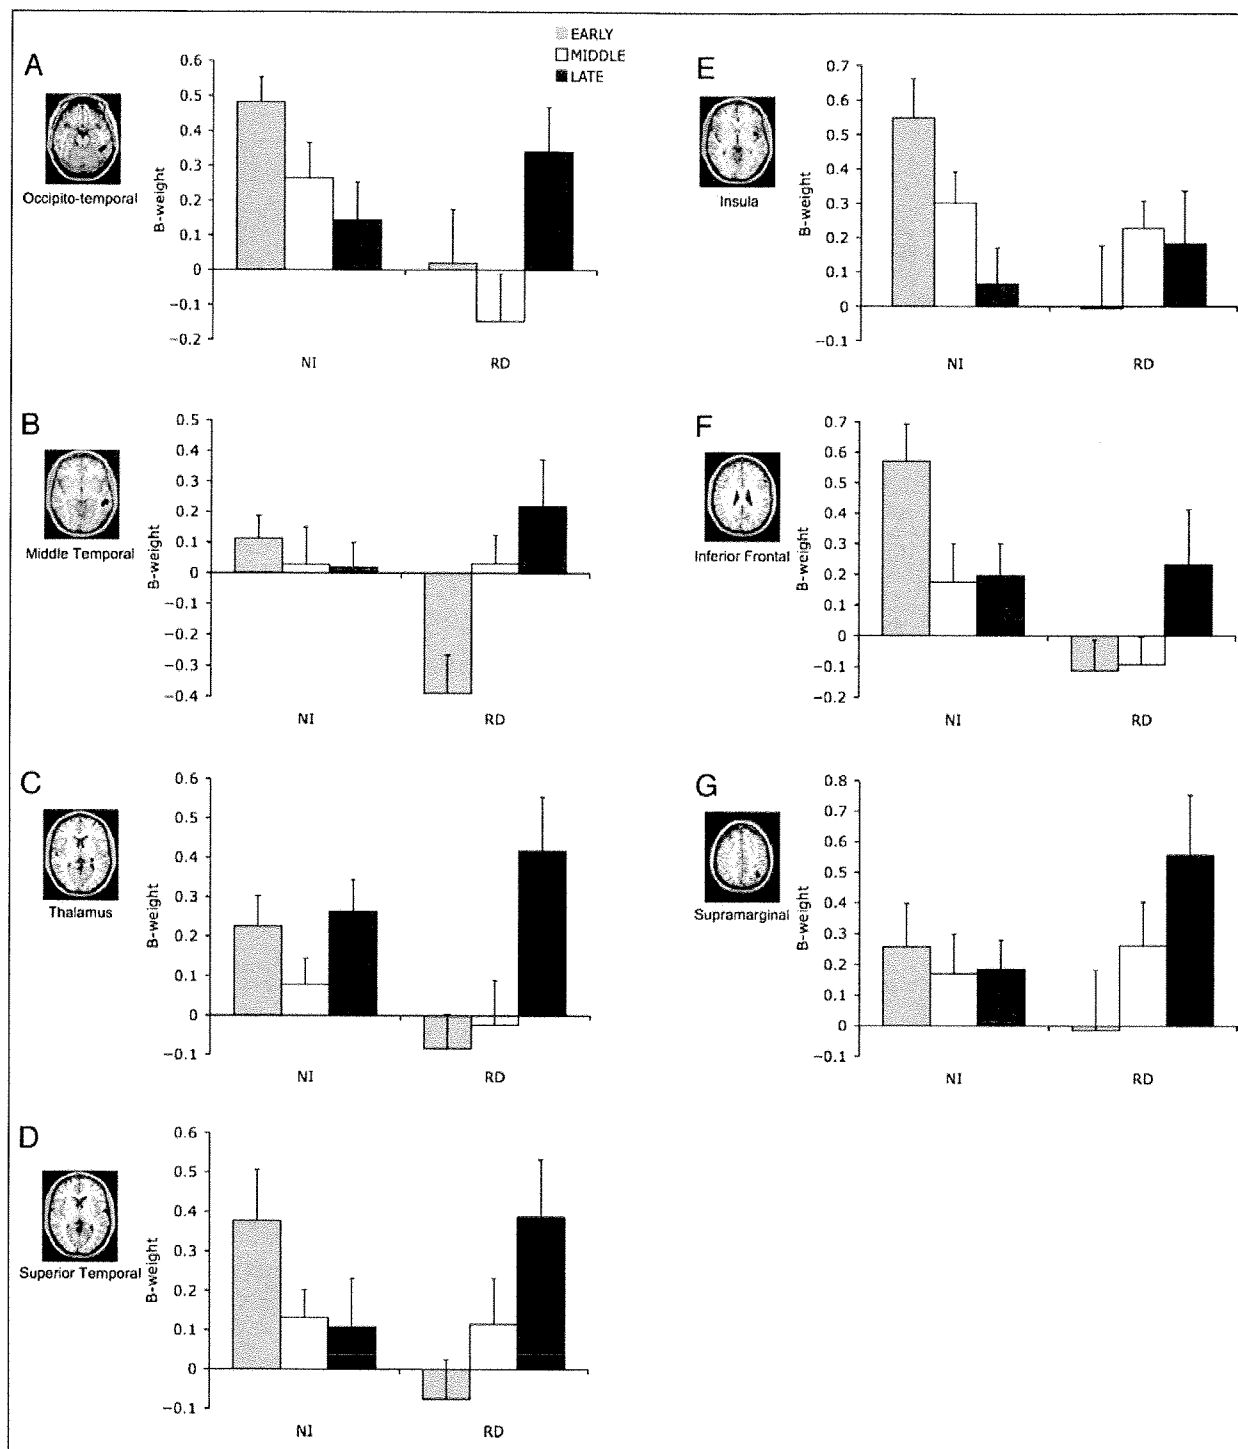 EARLY
MIDDLE
LATE
A
Occipito-temporal
B-weight
0.6
0.5
0.4
0.3
0.2
0.1
0
−0.1
−0.2
NI
RD
E
Insula
B-weight
0.7
0.6
0.5
0.4
0.3
0.2
0.1
0
−0.1
NI
RD
B
Middle Temporal
B-weight
0.5
0.4
0.3
0.2
0.1
0
−0.1
−0.2
−0.3
−0.4
NI
RD
F
Inferior Frontal
B-weight
0.7
0.6
0.5
0.4
0.3
0.2
0.1
0
−0.1
−0.2
NI
RD
C
Thalamus
B-weight
0.6
0.5
0.4
0.3
0.2
0.1
0
−0.1
NI
RD
G
Supramarginal
B-weight
0.8
0.7
0.6
0.5
0.4
0.3
0.2
0.1
0
−0.1
NI
RD
D
Superior Temporal
B-weight
0.6
0.5
0.4
0.3
0.2
0.1
0
−0.1
NI
RD